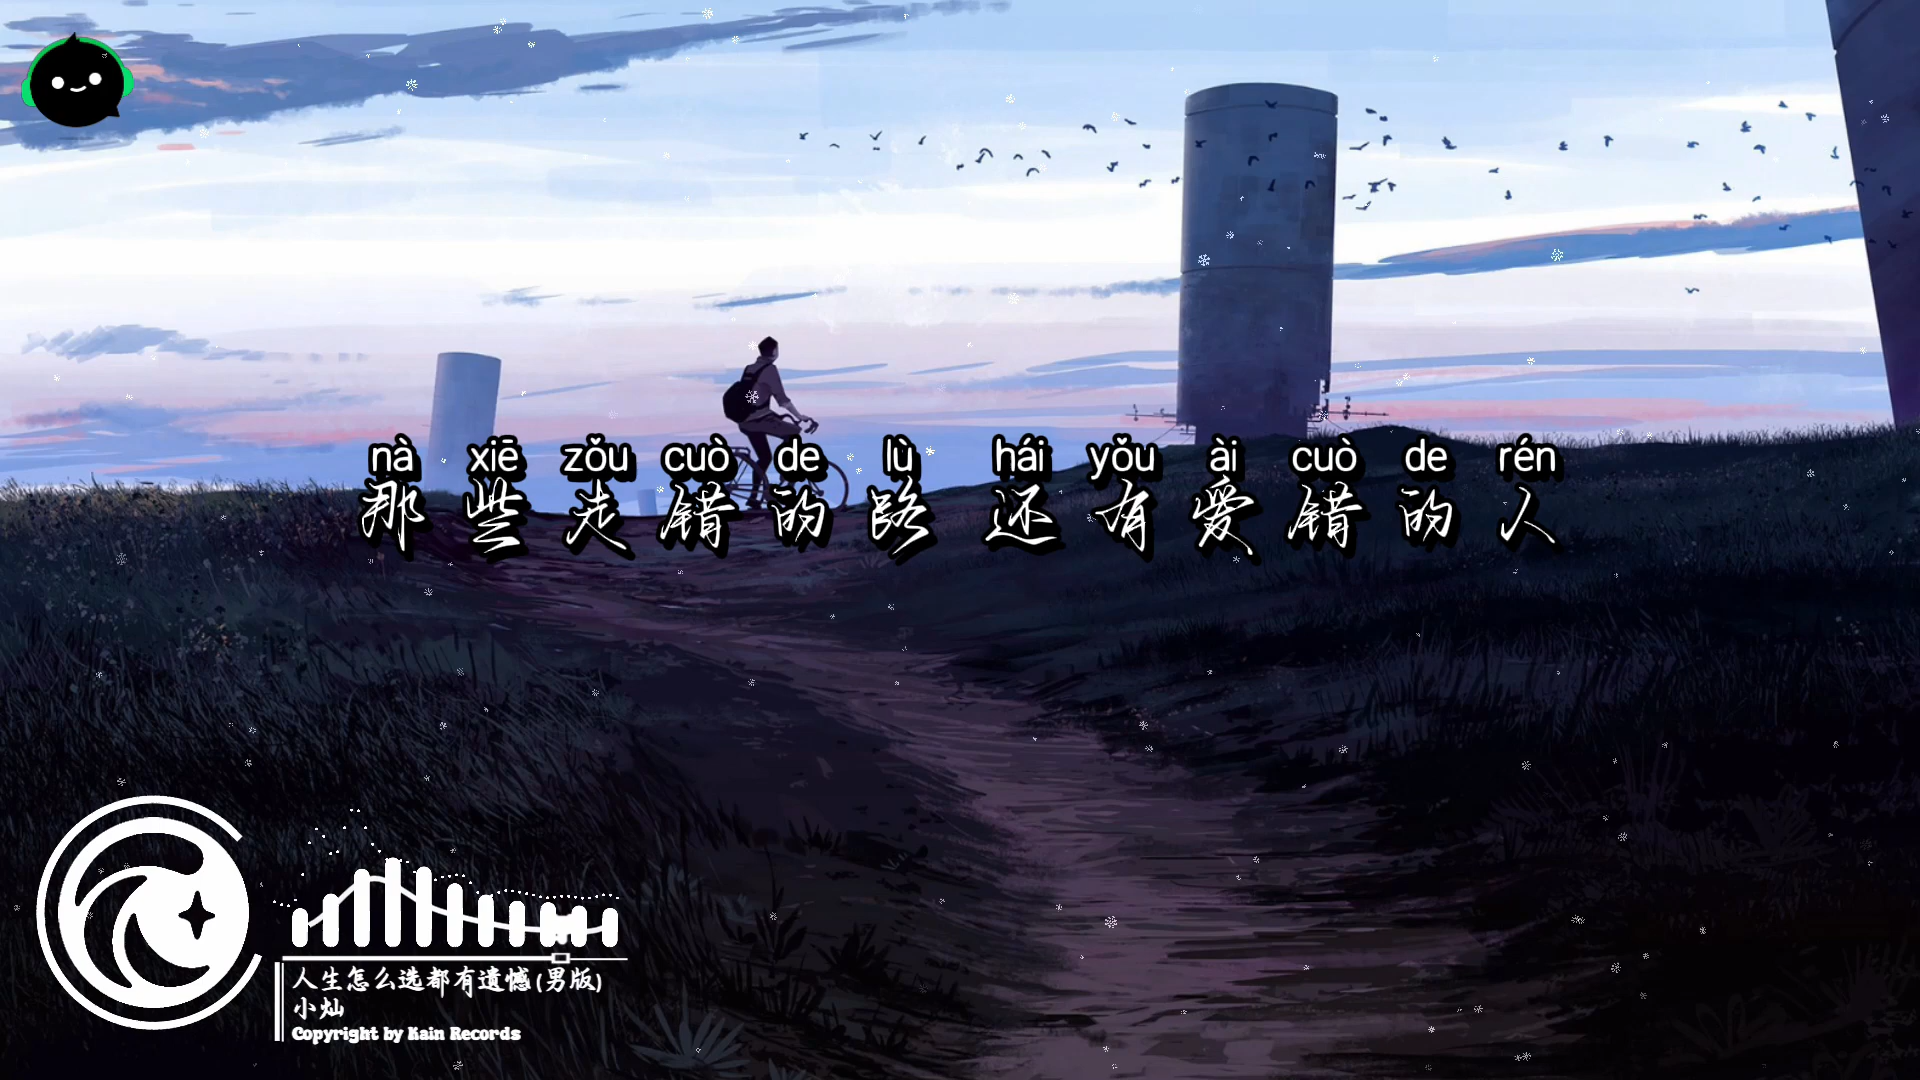 nà xiē zǒu cuò de lù hái yǒu ài cuò de rén
那些走错的路还有爱错的人
人生怎么选都有遗憾(男版)
小灿
Copyright by Kain Records